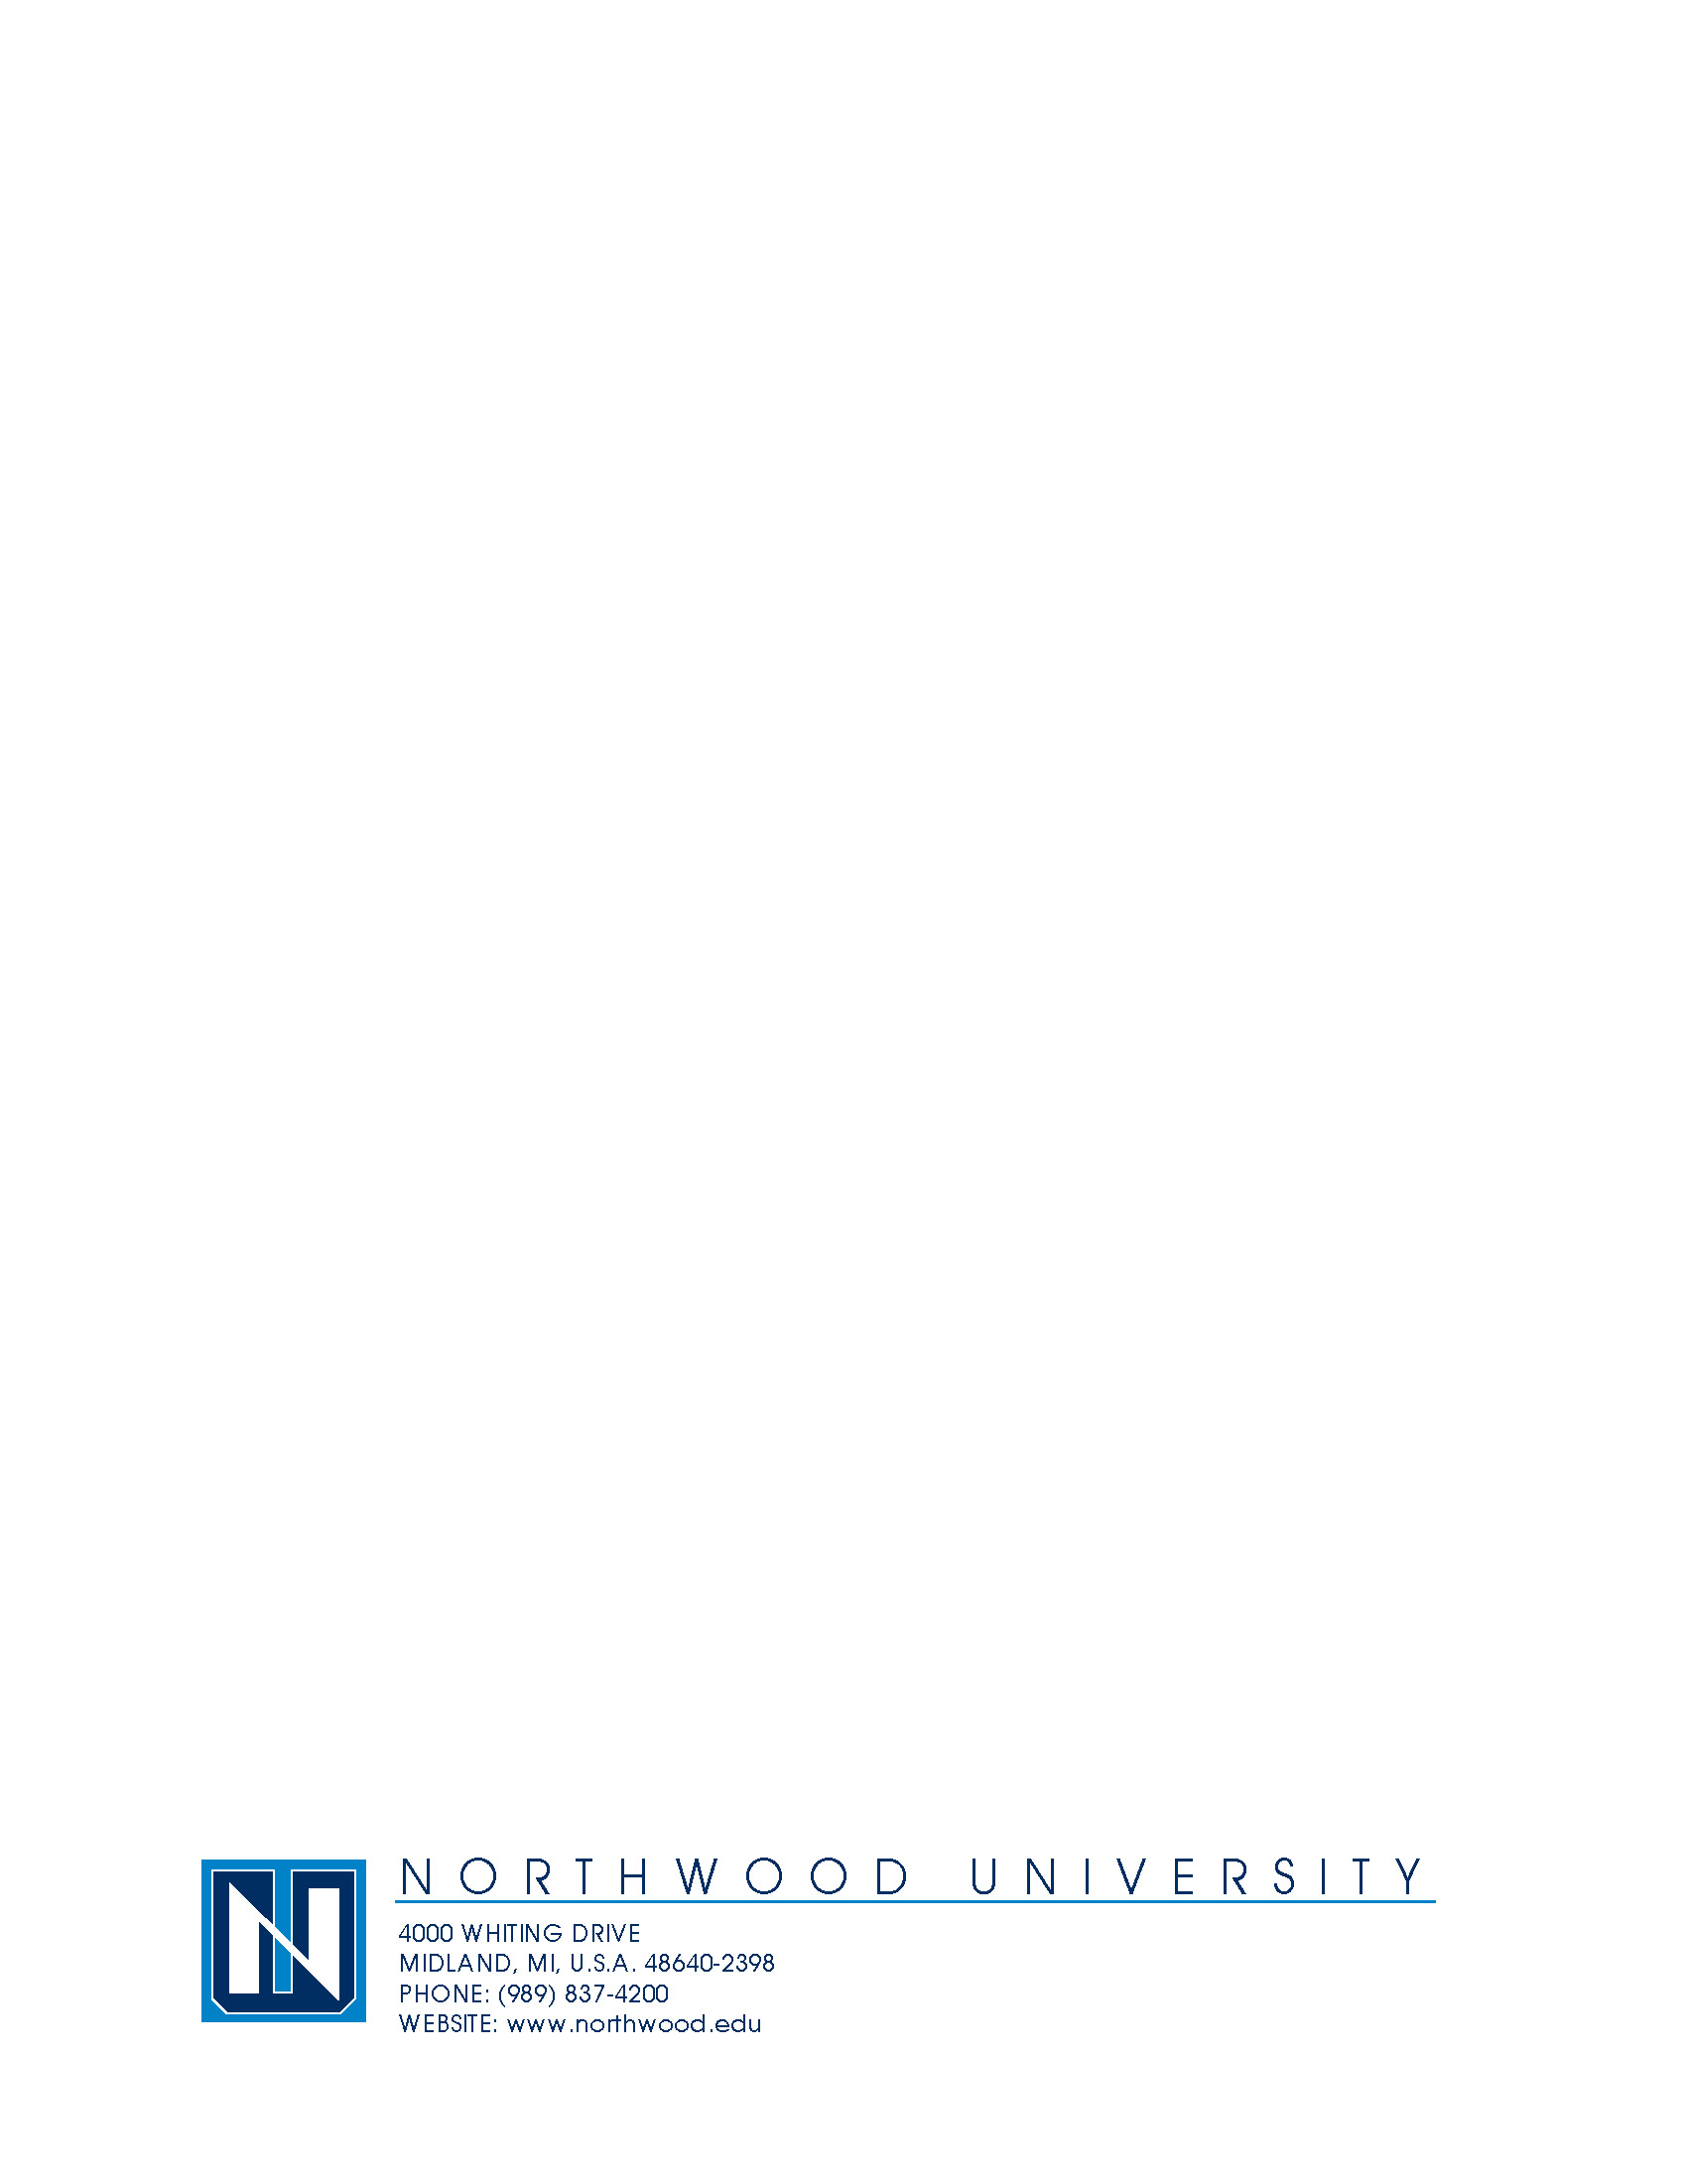 NORTHWOOD UNIVERSITY
4000 WHITING DRIVE
MIDLAND, MI, U.S.A. 48640-2398
PHONE: (989) 837-4200
WEBSITE: www.northwood.edu